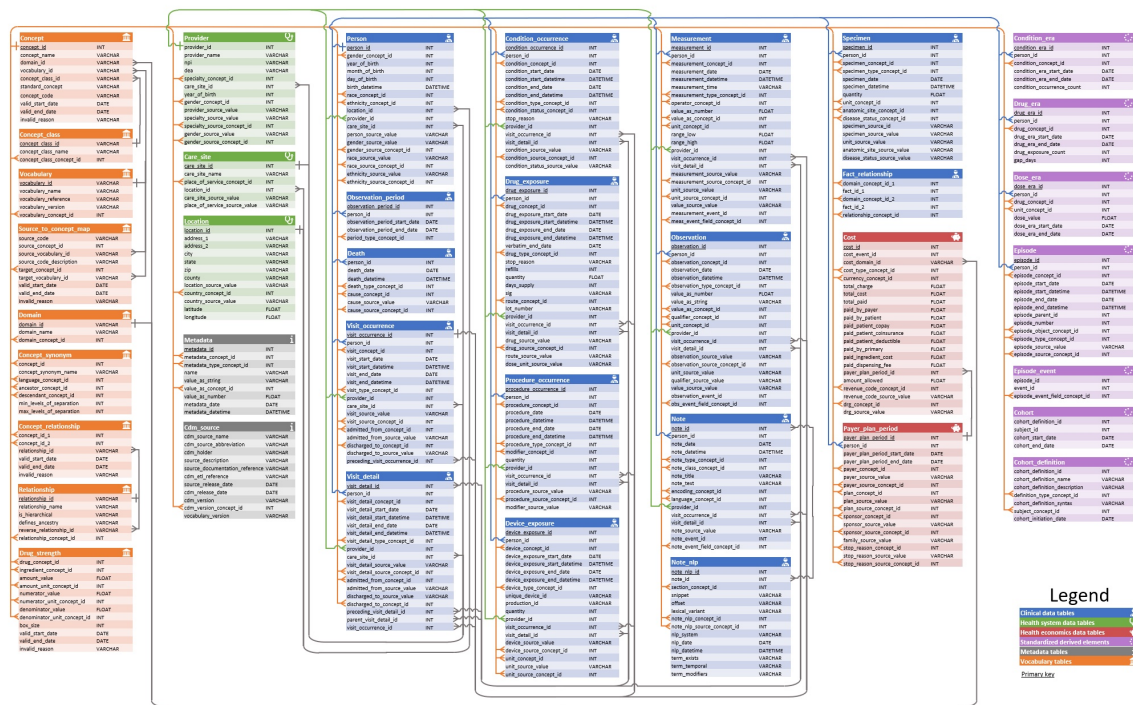 Concept
concept_id INT
concept_name VARCHAR
domain_id VARCHAR
vocabulary_id VARCHAR
concept_class_id VARCHAR
standard_concept VARCHAR
concept_code VARCHAR
valid_start_date DATE
valid_end_date DATE
invalid_reason VARCHAR
Concept_class
concept_class_id VARCHAR
concept_class_name VARCHAR
concept_class_concept_id INT
Vocabulary
vocabulary_id VARCHAR
vocabulary_name VARCHAR
vocabulary_reference VARCHAR
vocabulary_version VARCHAR
vocabulary_concept_id INT
Source_to_concept_map
source_code VARCHAR
source_concept_id INT
source_vocabulary_id VARCHAR
source_code_description VARCHAR
target_concept_id INT
target_vocabulary_id VARCHAR
valid_start_date DATE
valid_end_date DATE
invalid_reason VARCHAR
Domain
domain_id VARCHAR
domain_name VARCHAR
domain_concept_id INT
Concept_synonym
concept_id INT
concept_synonym_name VARCHAR
language_concept_id INT
ancestor_concept_id INT
descendant_concept_id INT
min_levels_of_separation INT
max_levels_of_separation INT
Concept_relationship
concept_id_1 INT
concept_id_1 INT
relationship_id VARCHAR
valid_start_date DATE
valid_end_date DATE
invalid_reason VARCHAR
Relationship
relationship_id VARCHAR
relationship_name VARCHAR
is_hierarchical VARCHAR
defines_ancestry VARCHAR
reverse_relationship_id VARCHAR
relationship_concept_id INT
Drug_strength
drug_concept_id INT
ingredient_concept_id INT
amount_value FLOAT
amount_unit_concept_id INT
numerator_value FLOAT
numerator_unit_concept_id INT
denominator_value FLOAT
denominator_unit_concept_id INT
box_size INT
valid_start_date DATE
valid_end_date DATE
invalid_reason VARCHAR
Provider
provider_id INT
provider_name VARCHAR
npi VARCHAR
dea VARCHAR
specialty_concept_id INT
care_site_id INT
year_of_birth INT
gender_concept_id INT
provider_source_value VARCHAR
specialty_source_value VARCHAR
specialty_source_concept_id INT
gender_source_value VARCHAR
gender_source_concept_id INT
Care_site
care_site_id INT
care_site_name VARCHAR
place_of_service_concept_id INT
location_id INT
care_site_source_value VARCHAR
place_of_service_source_value VARCHAR
Location
location_id INT
address_1 VARCHAR
address_2 VARCHAR
city VARCHAR
state VARCHAR
zip VARCHAR
county VARCHAR
location_source_value VARCHAR
country_concept_id INT
country_source_value VARCHAR
latitude FLOAT
longitude FLOAT
Metadata
metadata_id INT
metadata_concept_id INT
metadata_type_concept_id INT
name VARCHAR
value_as_string VARCHAR
value_as_concept_id INT
value_as_number FLOAT
metadata_date DATE
metadata_datetime DATETIME
Cdm_source
cdm_source_name VARCHAR
cdm_source_abbreviation VARCHAR
cdm_holder VARCHAR
source_description VARCHAR
source_documentation_reference VARCHAR
cdm_etl_reference VARCHAR
source_release_date DATE
cdm_release_date DATE
cdm_version VARCHAR
cdm_version_concept_id INT
vocabulary_version VARCHAR
Person
person_id INT
gender_concept_id INT
year_of_birth INT
month_of_birth INT
day_of_birth INT
birth_datetime DATETIME
race_concept_id INT
ethnicity_concept_id INT
location_id INT
provider_id INT
care_site_id INT
person_source_value VARCHAR
gender_source_value VARCHAR
gender_source_concept_id INT
race_source_value VARCHAR
race_source_concept_id INT
ethnicity_source_value VARCHAR
ethnicity_source_concept_id INT
Observation_period
observation_period_id INT
person_id INT
observation_period_start_date DATE
observation_period_end_date DATE
period_type_concept_id INT
Death
person_id INT
death_date DATE
death_datetime DATETIME
death_type_concept_id INT
cause_concept_id INT
cause_source_value VARCHAR
cause_source_concept_id INT
Visit_occurrence
visit_occurrence_id INT
person_id INT
visit_concept_id INT
visit_start_date DATE
visit_start_datetime DATETIME
visit_end_date DATE
visit_end_datetime DATETIME
visit_type_concept_id INT
provider_id INT
care_site_id INT
visit_source_value VARCHAR
visit_source_concept_id INT
admitted_from_concept_id INT
admitted_from_source_value VARCHAR
discharged_to_concept_id INT
discharged_to_source_value VARCHAR
preceding_visit_occurrence_id INT
Visit_detail
visit_detail_id INT
person_id INT
visit_detail_concept_id INT
visit_detail_start_date DATE
visit_detail_start_datetime DATETIME
visit_detail_end_date DATE
visit_detail_end_datetime DATETIME
visit_detail_type_concept_id INT
provider_id INT
care_site_id INT
visit_detail_source_value VARCHAR
visit_detail_source_concept_id INT
admitted_from_concept_id INT
admitted_from_source_value VARCHAR
discharged_to_source_value VARCHAR
discharged_to_concept_id INT
preceding_visit_detail_id INT
parent_visit_detail_id INT
visit_occurrence_id INT
Condition_occurrence
condition_occurrence_id INT
person_id INT
condition_concept_id INT
condition_start_date DATE
condition_start_datetime DATETIME
condition_end_date DATE
condition_end_datetime DATETIME
condition_type_concept_id INT
condition_status_concept_id INT
stop_reason VARCHAR
provider_id INT
visit_occurrence_id INT
visit_detail_id INT
condition_source_value VARCHAR
condition_source_concept_id INT
condition_status_source_value VARCHAR
Drug_exposure
drug_exposure_id INT
person_id INT
drug_concept_id INT
drug_exposure_start_date DATE
drug_exposure_start_datetime DATETIME
drug_exposure_end_date DATE
drug_exposure_end_datetime DATETIME
verbatim_end_date DATE
drug_type_concept_id INT
stop_reason VARCHAR
refills INT
quantity FLOAT
days_supply INT
sig VARCHAR
route_concept_id INT
lot_number VARCHAR
provider_id INT
visit_occurrence_id INT
visit_detail_id INT
drug_source_value VARCHAR
drug_source_concept_id INT
route_source_value VARCHAR
dose_unit_source_value VARCHAR
Procedure_occurrence
procedure_occurrence_id INT
person_id INT
procedure_concept_id INT
procedure_date DATE
procedure_datetime DATETIME
procedure_end_date DATE
procedure_end_datetime DATETIME
procedure_type_concept_id INT
modifier_concept_id INT
quantity INT
provider_id INT
visit_occurrence_id INT
visit_detail_id INT
procedure_source_value VARCHAR
procedure_source_concept_id INT
modifier_source_value VARCHAR
Device_exposure
device_exposure_id INT
person_id INT
device_concept_id INT
device_exposure_start_date DATE
device_exposure_start_datetime DATETIME
device_exposure_end_date DATE
device_exposure_end_datetime DATETIME
device_type_concept_id INT
unique_device_id VARCHAR
production_id VARCHAR
quantity INT
provider_id INT
visit_occurrence_id INT
visit_detail_id INT
device_source_value VARCHAR
device_source_concept_id INT
unit_concept_id INT
unit_source_value VARCHAR
unit_source_concept_id INT
Measurement
measurement_id INT
person_id INT
measurement_concept_id INT
measurement_date DATE
measurement_datetime DATETIME
measurement_time VARCHAR
measurement_type_concept_id INT
operator_concept_id INT
value_as_number FLOAT
value_as_concept_id INT
unit_concept_id INT
range_low FLOAT
range_high FLOAT
provider_id INT
visit_occurrence_id INT
visit_detail_id INT
measurement_source_value VARCHAR
measurement_source_concept_id INT
unit_source_value VARCHAR
unit_source_concept_id INT
value_source_value VARCHAR
measurement_event_id INT
meas_event_field_concept_id INT
Observation
observation_id INT
person_id INT
observation_concept_id INT
observation_date DATE
observation_datetime DATETIME
observation_type_concept_id INT
value_as_number FLOAT
value_as_string VARCHAR
value_as_concept_id INT
qualifier_concept_id INT
unit_concept_id INT
provider_id INT
visit_occurrence_id INT
visit_detail_id INT
observation_source_value VARCHAR
observation_source_concept_id INT
unit_source_value VARCHAR
qualifier_source_value VARCHAR
value_source_value VARCHAR
observation_event_id INT
obs_event_field_concept_id INT
Note
note_id INT
person_id INT
note_date DATE
note_datetime DATETIME
note_type_concept_id INT
note_class_concept_id INT
note_title VARCHAR
note_text VARCHAR
encoding_concept_id INT
language_concept_id INT
provider_id INT
visit_occurrence_id INT
visit_detail_id INT
note_source_value VARCHAR
note_event_id INT
note_event_field_concept_id INT
Note_nlp
note_nlp_id INT
note_id INT
section_concept_id INT
snippet VARCHAR
offset VARCHAR
lexical_variant VARCHAR
note_nlp_concept_id INT
note_nlp_source_concept_id INT
nlp_system VARCHAR
nlp_date DATE
nlp_datetime DATETIME
term_exists VARCHAR
term_temporal VARCHAR
term_modifiers VARCHAR
Specimen
specimen_id INT
person_id INT
specimen_concept_id INT
specimen_type_concept_id INT
specimen_date DATE
specimen_datetime DATETIME
quantity FLOAT
unit_concept_id INT
anatomic_site_concept_id INT
disease_status_concept_id INT
specimen_source_id VARCHAR
specimen_source_value VARCHAR
unit_source_value VARCHAR
anatomic_site_source_value VARCHAR
disease_status_source_value VARCHAR
Fact_relationship
domain_concept_id_1 INT
fact_id_1 INT
domain_concept_id_2 INT
fact_id_2 INT
relationship_concept_id INT
Cost
cost_id INT
cost_event_id INT
cost_domain_id VARCHAR
cost_type_concept_id INT
currency_concept_id INT
total_charge FLOAT
total_cost FLOAT
total_paid FLOAT
paid_by_payer FLOAT
paid_by_patient FLOAT
paid_patient_copay FLOAT
paid_patient_coinsurance FLOAT
paid_patient_deductible FLOAT
paid_by_primary FLOAT
paid_ingredient_cost FLOAT
paid_dispensing_fee FLOAT
payer_plan_period_id INT
amount_allowed FLOAT
revenue_code_concept_id INT
revenue_code_source_value VARCHAR
drg_concept_id INT
drg_source_value VARCHAR
Payer_plan_period
payer_plan_period_id INT
person_id INT
payer_plan_period_start_date DATE
payer_plan_period_end_date DATE
payer_concept_id INT
payer_source_value VARCHAR
payer_source_concept_id INT
plan_concept_id INT
plan_source_value VARCHAR
plan_source_concept_id INT
sponsor_concept_id INT
sponsor_source_value VARCHAR
sponsor_source_concept_id INT
family_source_value VARCHAR
stop_reason_concept_id INT
stop_reason_source_value VARCHAR
stop_reason_source_concept_id INT
Condition_era
condition_era_id INT
person_id INT
condition_concept_id INT
condition_era_start_date DATE
condition_era_end_date DATE
condition_occurrence_count INT
Drug_era
drug_era_id INT
person_id INT
drug_concept_id INT
drug_era_start_date DATE
drug_era_end_date DATE
drug_exposure_count INT
gap_days INT
Dose_era
dose_era_id INT
person_id INT
drug_concept_id INT
unit_concept_id INT
dose_value FLOAT
dose_era_start_date DATE
dose_era_end_date DATE
Episode
episode_id INT
person_id INT
episode_concept_id INT
episode_start_date DATE
episode_start_datetime DATETIME
episode_end_date DATE
episode_end_datetime DATETIME
episode_parent_id INT
episode_number INT
episode_object_concept_id INT
episode_type_concept_id INT
episode_source_value VARCHAR
episode_source_concept_id INT
Episode_event
episode_id INT
event_id INT
episode_event_field_concept_id INT
Cohort
cohort_definition_id INT
subject_id INT
cohort_start_date DATE
cohort_end_date DATE
Cohort_definition
cohort_definition_id INT
cohort_definition_name VARCHAR
cohort_definition_description VARCHAR
definition_type_concept_id INT
cohort_definition_syntax VARCHAR
subject_concept_id INT
cohort_initiation_date DATE
Legend
Clinical data tables
Health system data tables
Health economics data tables
Standardized derived elements
Metadata tables
Vocabulary tables
Primary key